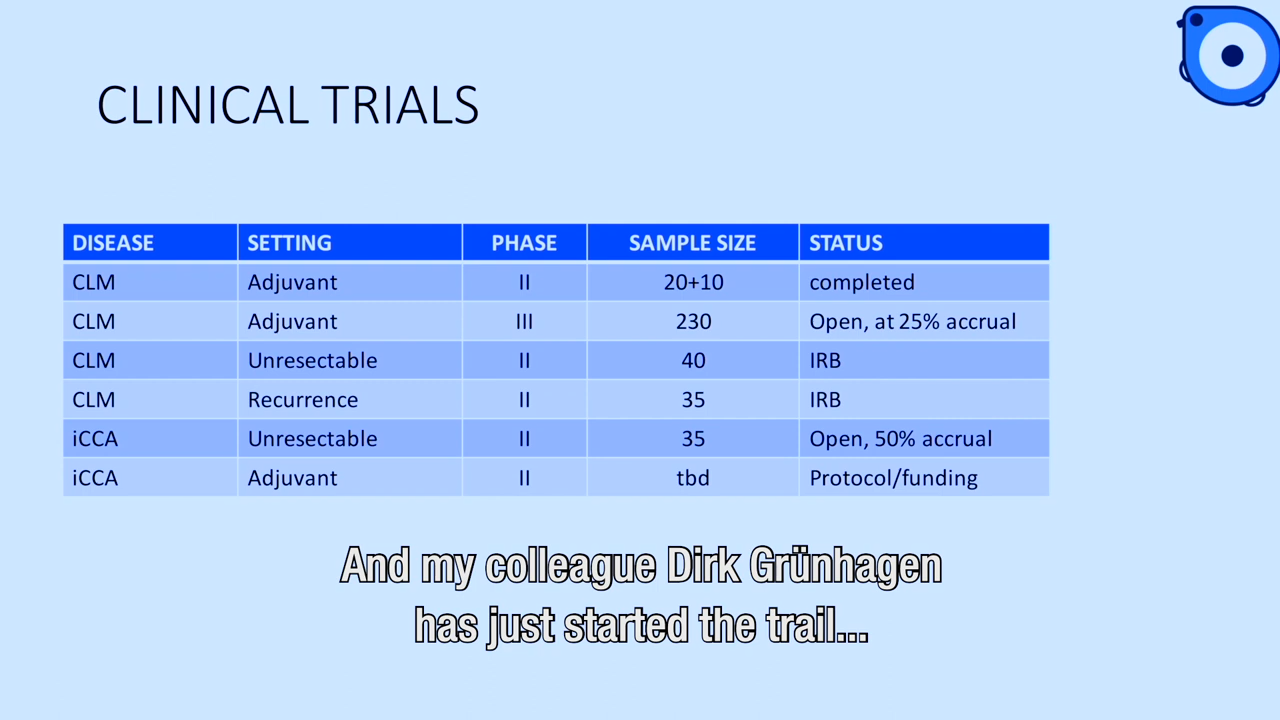 CLINICAL TRIALS
DISEASE SETTING PHASE SAMPLE SIZE STATUS
CLM Adjuvant II 20+10 completed
CLM Adjuvant III 230 Open, at 25% accrual
CLM Unresectable II 40 IRB
CLM Recurrence II 35 IRB
iCCA Unresectable II 35 Open, 50% accrual
iCCA Adjuvant II tbd Protocol/funding
And my colleague Dirk Grünhagen
has just started the trail...